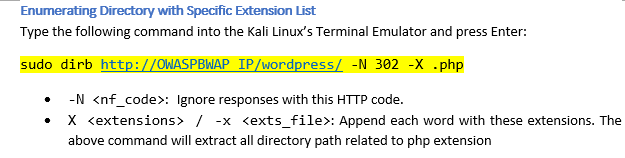 Enumerating Directory with Specific Extension List
Type the following command into the Kali Linux's Terminal Emulator and press Enter:
sudo dirb http://OWASPBWAP IP/wordpress/ -N 302 -X .php
• -N <nf_code>: Ignore responses with this HTTP code.
• X <extensions> / -x <exts_file>: Append each word with these extensions. The
above command will extract all directory path related to php extension